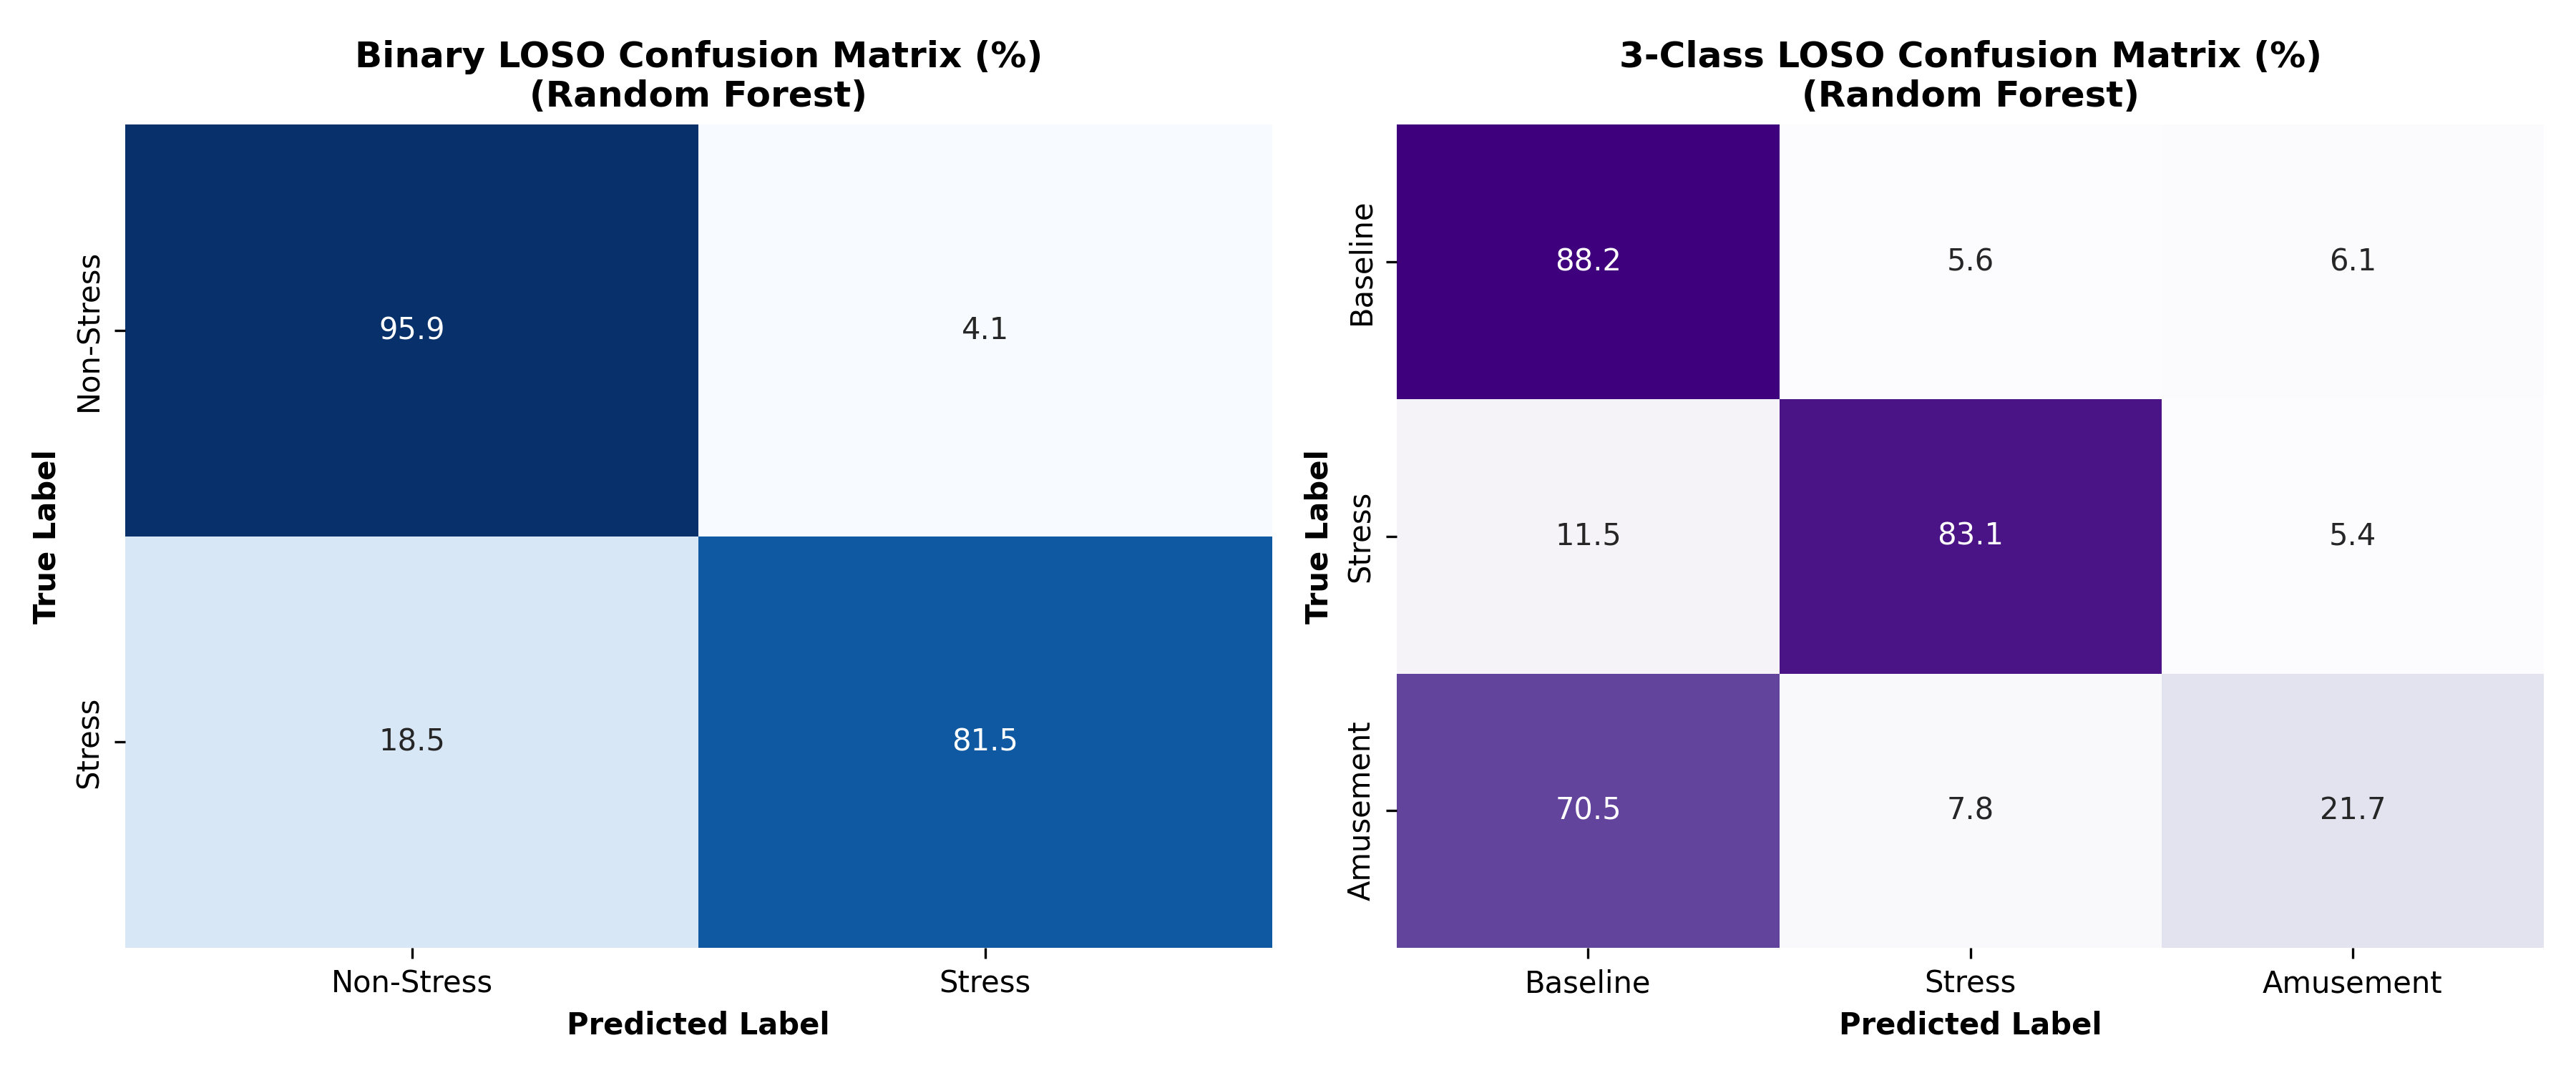 Binary LOSO Confusion Matrix (%)
(Random Forest)
True Label
Non-Stress
95.9
4.1
Stress
18.5
81.5
Non-Stress
Stress
Predicted Label
3-Class LOSO Confusion Matrix (%)
(Random Forest)
True Label
Baseline
88.2
5.6
6.1
Stress
11.5
83.1
5.4
Amusement
70.5
7.8
21.7
Baseline
Stress
Amusement
Predicted Label